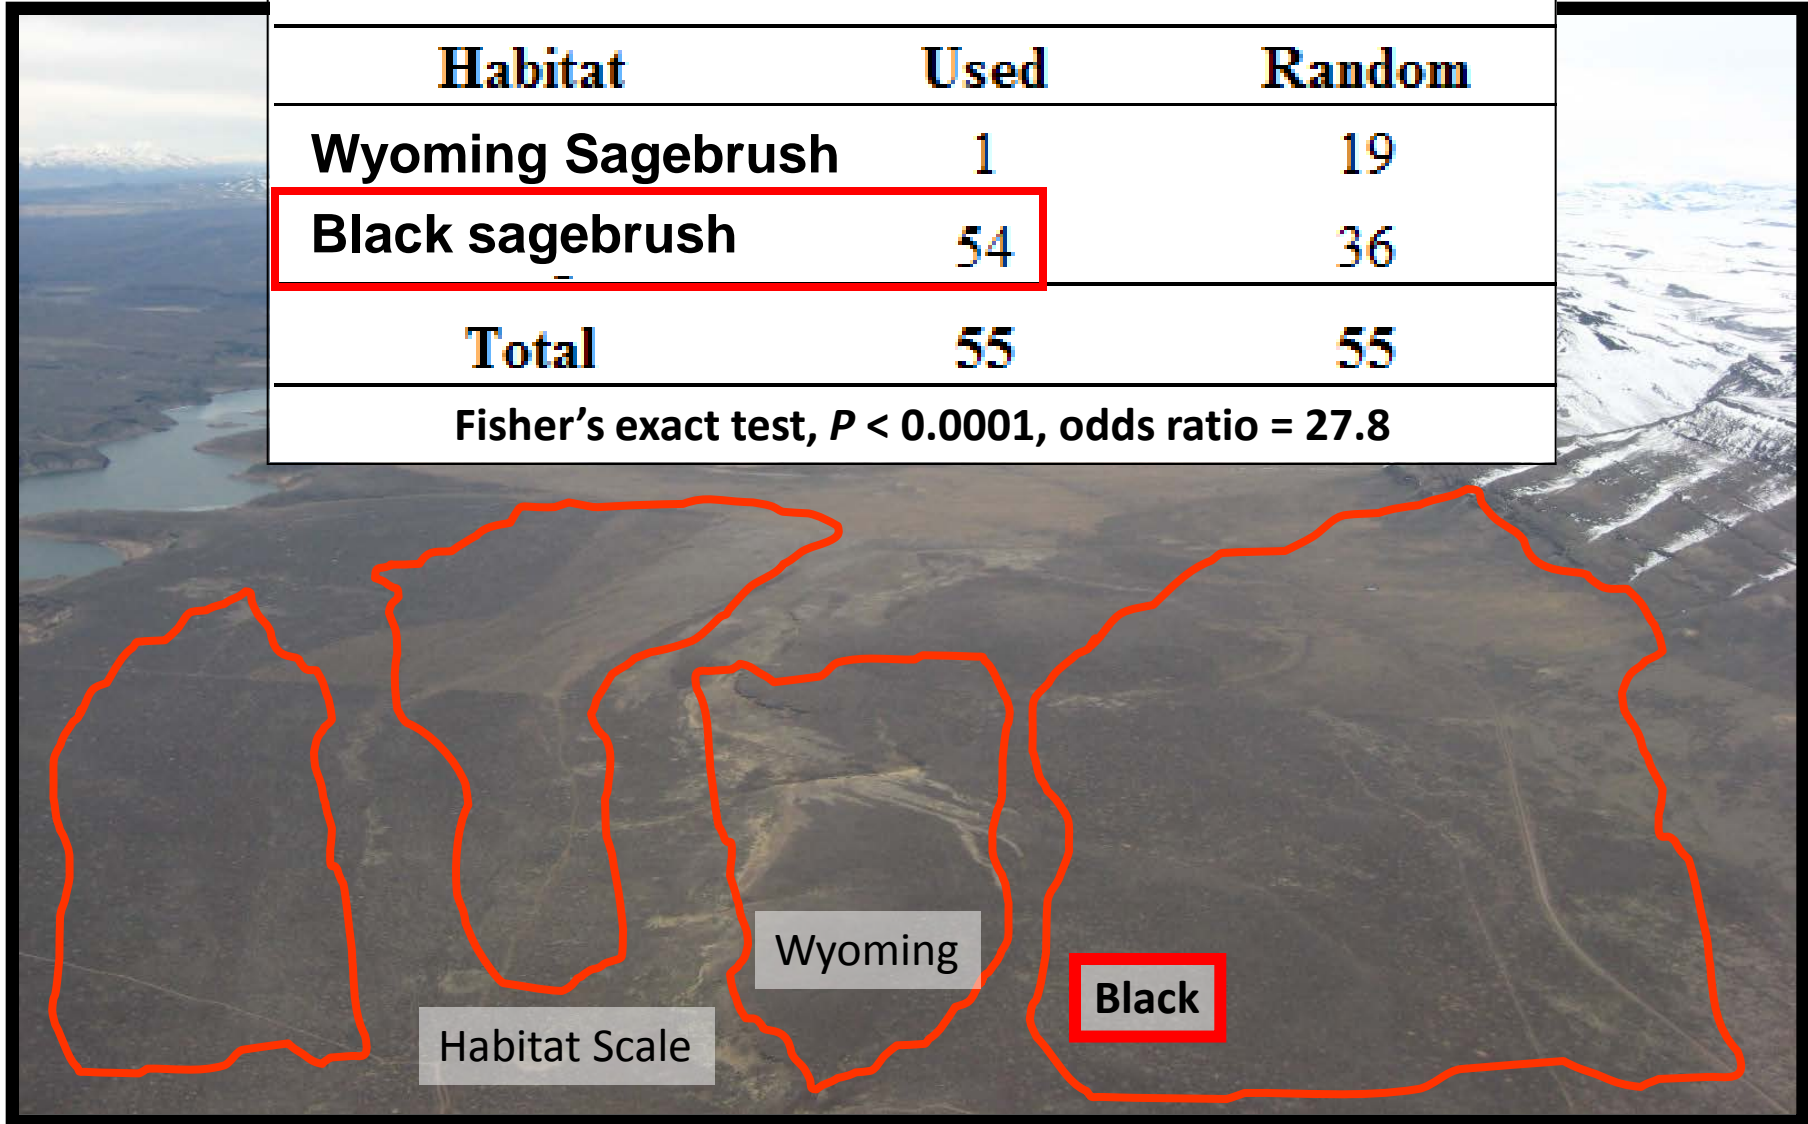 Habitat Used Random
Wyoming Sagebrush 1 19
Black sagebrush 54 36
Total 55 55
Fisher’s exact test, P < 0.0001, odds ratio = 27.8
Wyoming
Black
Habitat Scale